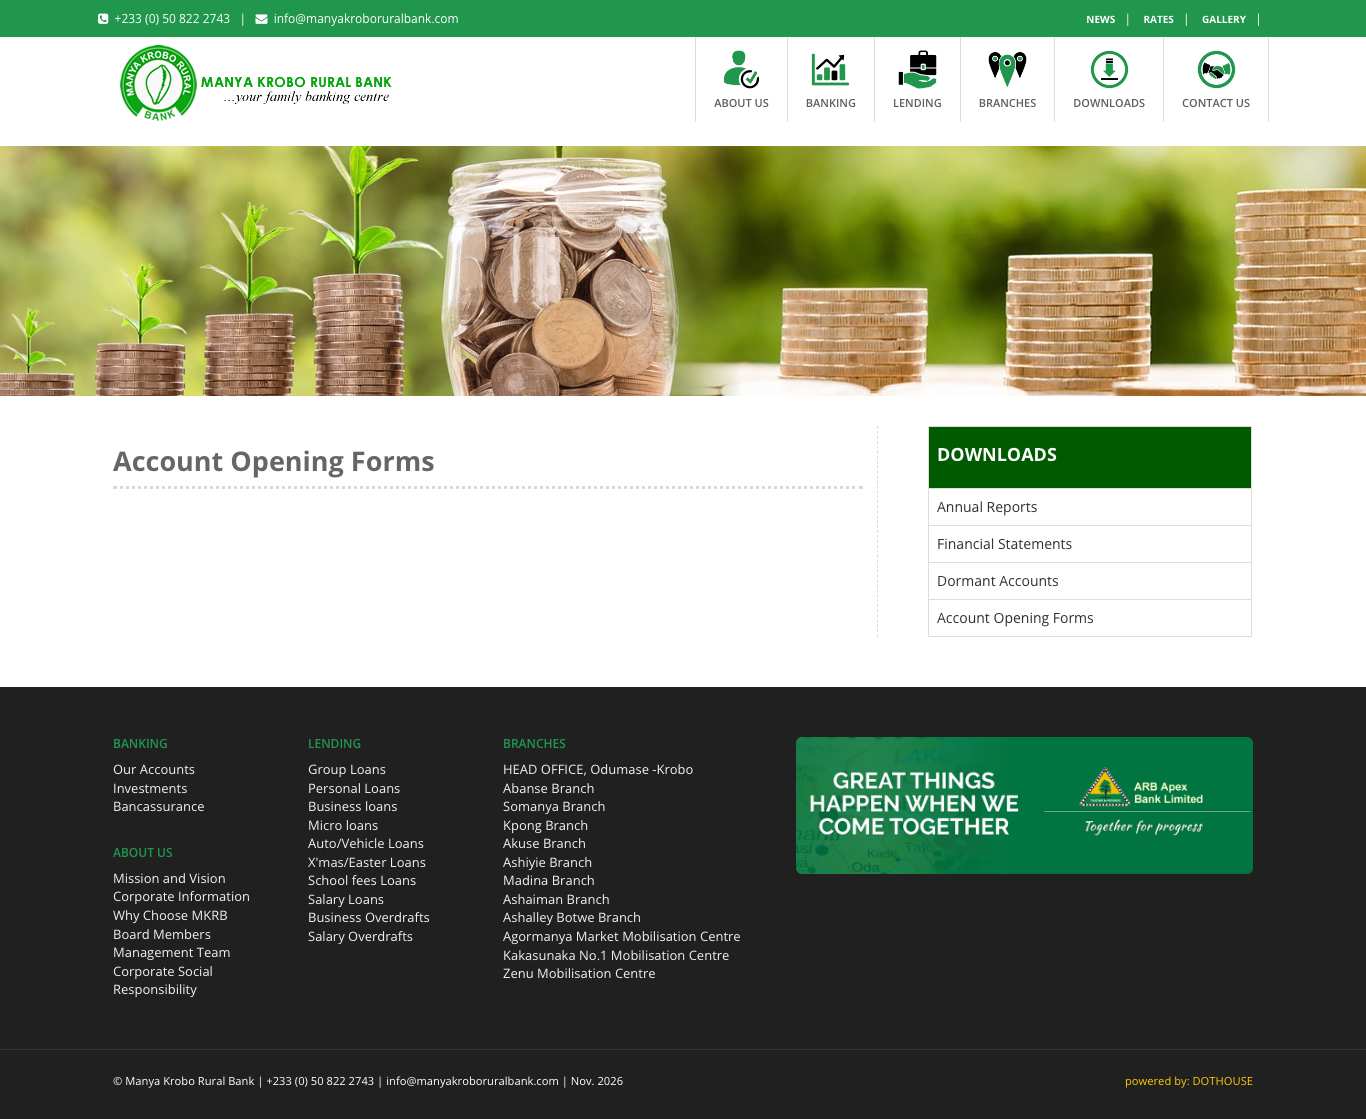 +233 (0) 50 822 2743 | info@manyakroboruralbank.com
NEWS | RATES | GALLERY |
MANYA KROBO RURAL
BANK
MANYA KROBO RURAL BANK
...your family banking centre
ABOUT US
BANKING
LENDING
BRANCHES
DOWNLOADS
CONTACT US
Account Opening Forms
DOWNLOADS
Annual Reports
Financial Statements
Dormant Accounts
Account Opening Forms
BANKING
Our Accounts
Investments
Bancassurance
ABOUT US
Mission and Vision
Corporate Information
Why Choose MKRB
Board Members
Management Team
Corporate Social
Responsibility
LENDING
Group Loans
Personal Loans
Business loans
Micro loans
Auto/Vehicle Loans
X'mas/Easter Loans
School fees Loans
Salary Loans
Business Overdrafts
Salary Overdrafts
BRANCHES
HEAD OFFICE, Odumase -Krobo
Abanse Branch
Somanya Branch
Kpong Branch
Akuse Branch
Ashiyie Branch
Madina Branch
Ashaiman Branch
Ashalley Botwe Branch
Agormanya Market Mobilisation Centre
Kakasunaka No.1 Mobilisation Centre
Zenu Mobilisation Centre
LAKE
GREAT THINGS
HAPPEN WHEN WE
COME TOGETHER
ARB Apex
Bank Limited
Together for progress
Oda
© Manya Krobo Rural Bank | +233 (0) 50 822 2743 | info@manyakroboruralbank.com | Nov. 2026
powered by: DOTHOUSE